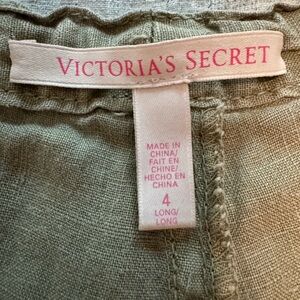 VICTORIA'S SECRET
MADE IN
CHINA/
FAIT EN
CHINE/
HECHO EN
CHINA
4
LONG/
LONG